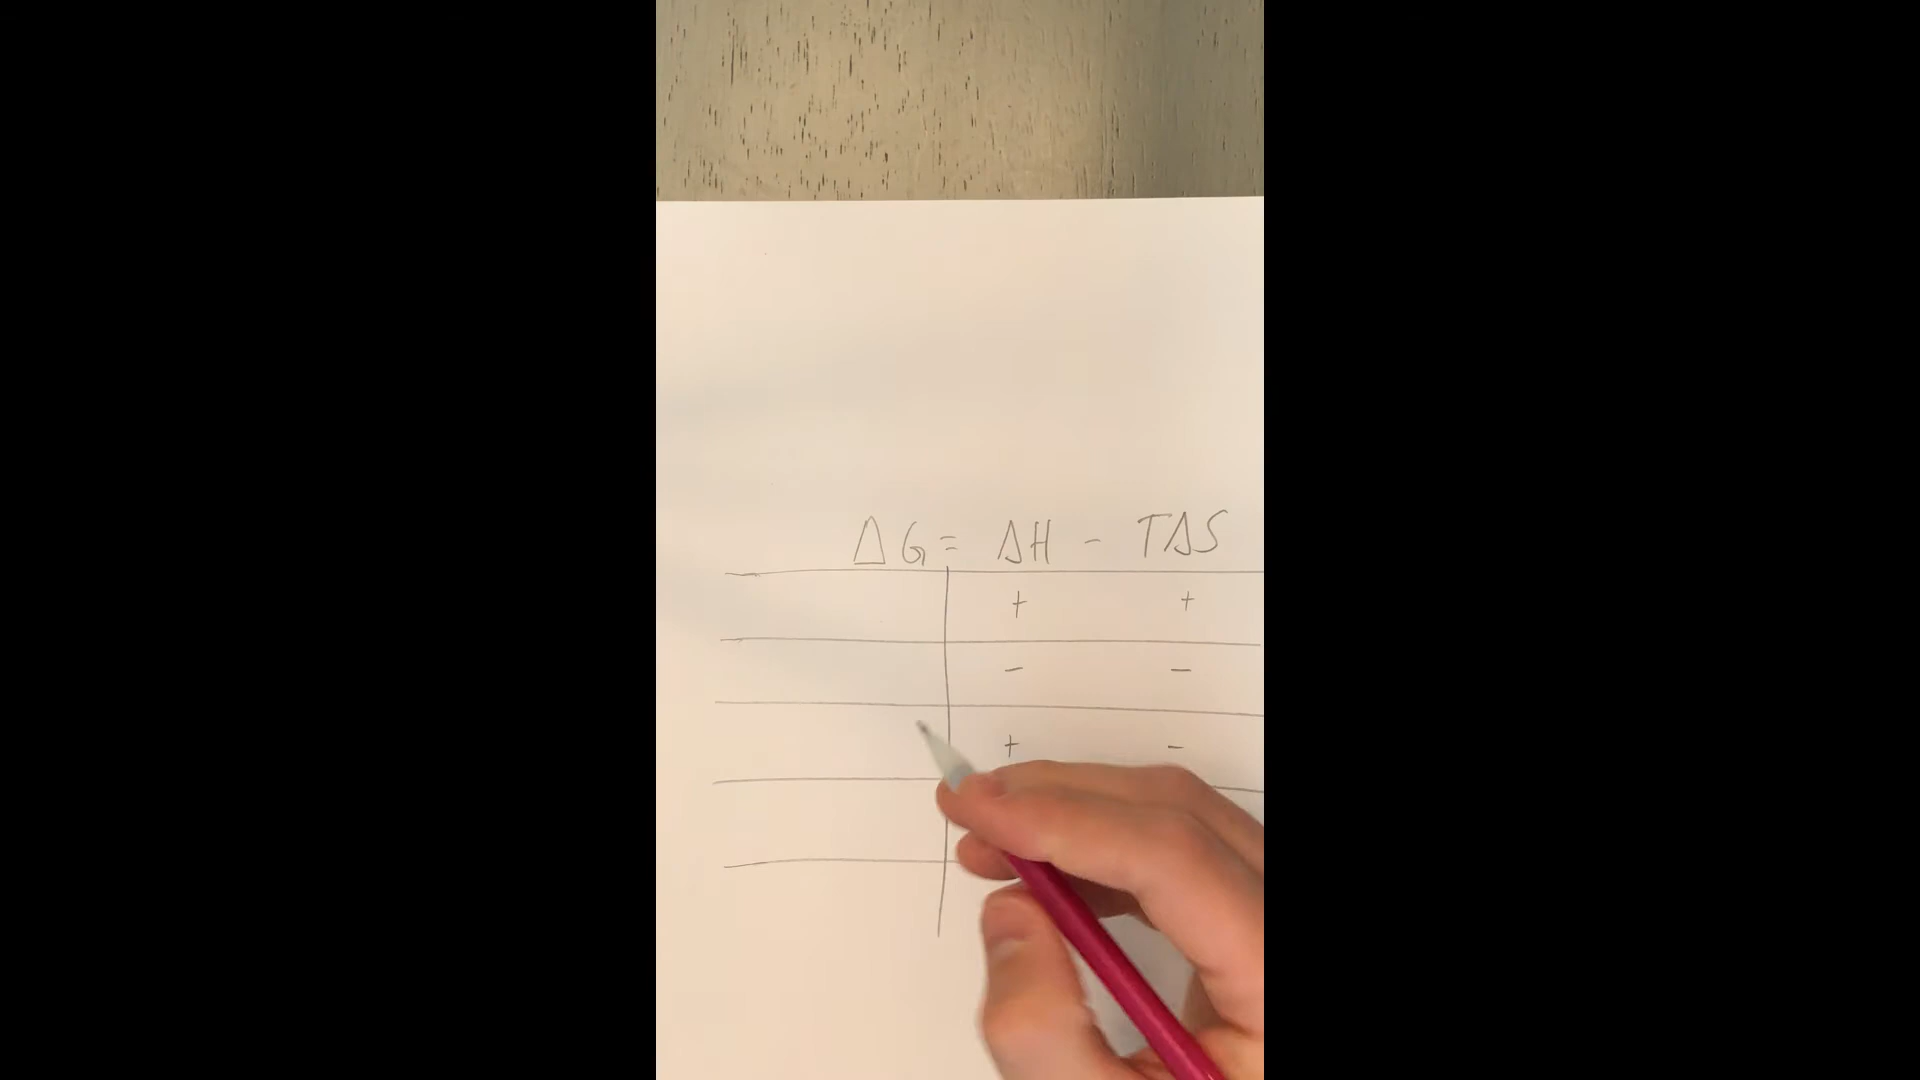 ΔG = ΔH - TΔS
+ +
- -
+ -